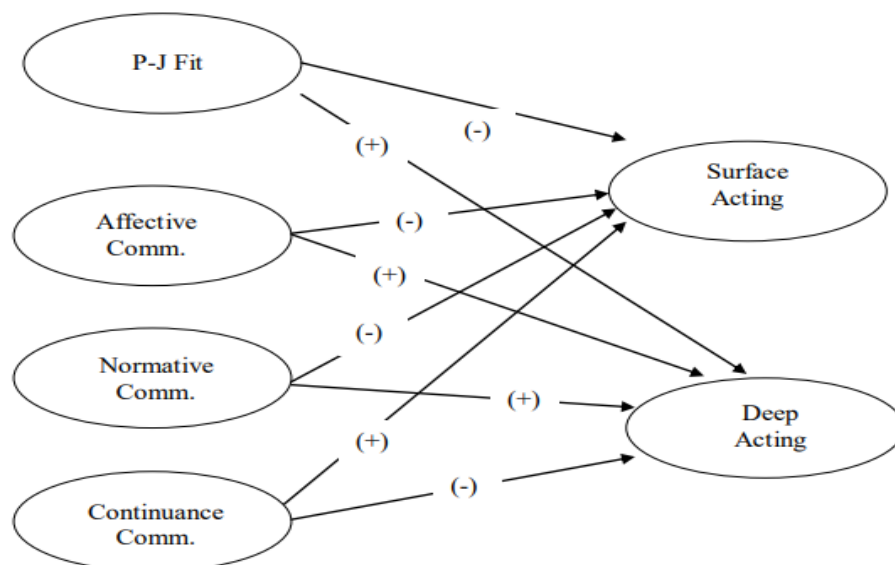 P-J Fit
(-)
(+)
Surface
Acting
Affective
Comm.
(-)
(+)
(-)
Normative
Comm.
(+)
Deep
Acting
(+)
(-)
Continuance
Comm.